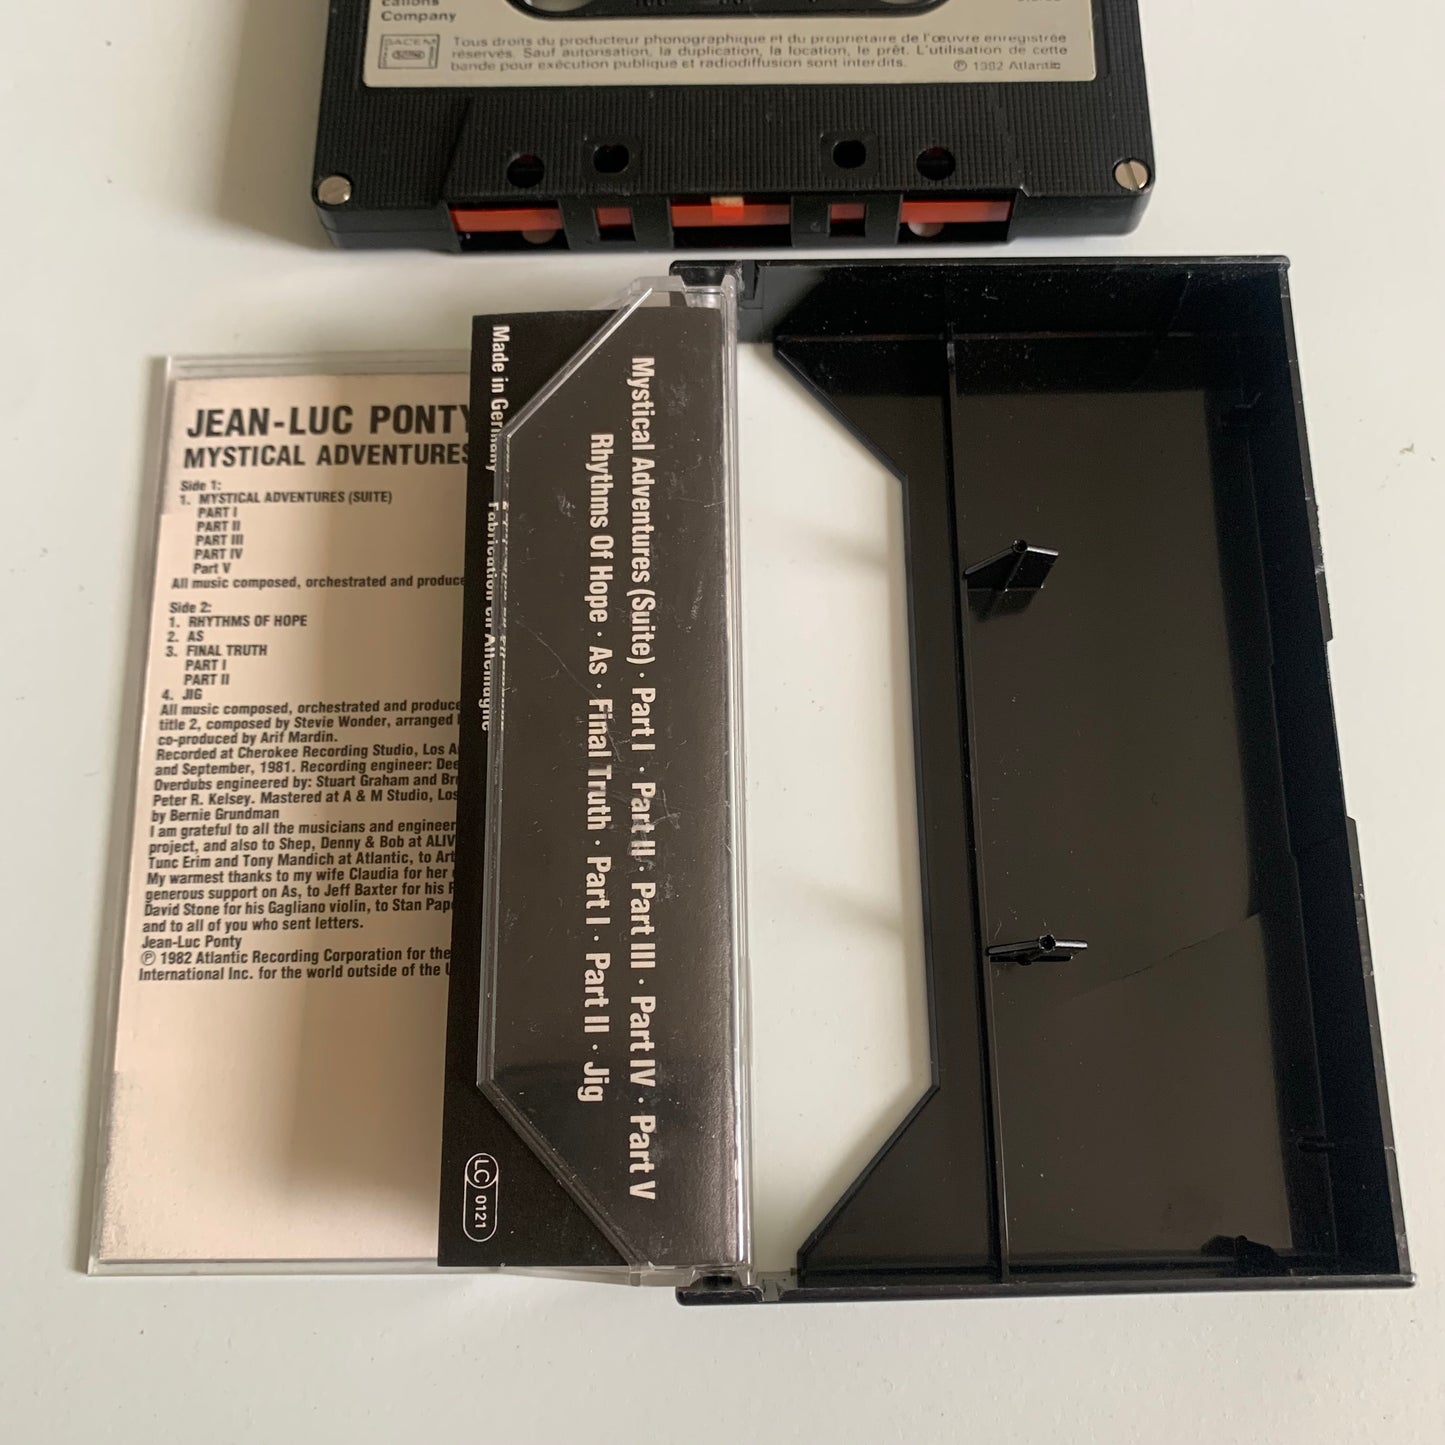 Company
SACEM
Tous droits du producteur phonographique et du propriétaire de l'œuvre enregistrée
réservés. Sauf autorisation, la duplication, la location, le prêt. L'utilisation de cette
bande pour exécution publique et radiodiffusion sont interdits. ℗ 1982 Atlantic
JEAN-LUC PONTY
MYSTICAL ADVENTURES
Side 1:
1. MYSTICAL ADVENTURES (SUITE)
PART I
PART II
PART III
PART IV
Part V
All music composed, orchestrated and produce
Side 2:
1. RHYTHMS OF HOPE
2. AS
3. FINAL TRUTH
PART I
PART II
4. JIG
All music composed, orchestrated and produce
title 2, composed by Stevie Wonder, arranged
co-produced by Arif Mardin.
Recorded at Cherokee Recording Studio, Los
and September, 1981. Recording engineer:
Overdubs engineered by: Stuart Graham and
Peter R. Kelsey. Mastered at A & M Studio, Los
by Bernie Grundman
I am grateful to all the musicians and engineer
project, and also to Shep, Denny & Bob at ALIV
Tunc Erim and Tony Mandich at Atlantic, to Art
My warmest thanks to my wife Claudia for her
generous support on As, to Jeff Baxter for his
David Stone for his Gagliano violin, to Stan Pap
and to all of you who sent letters.
Jean-Luc Ponty
℗ 1982 Atlantic Recording Corporation for the
International Inc. for the world outside of the
Made in Germany Fabrication en Allemagne
Mystical Adventures (Suite) · Part I · Part II · Part III · Part IV · Part V
Rhythms Of Hope · As · Final Truth · Part I · Part II · Jig
LC 0121